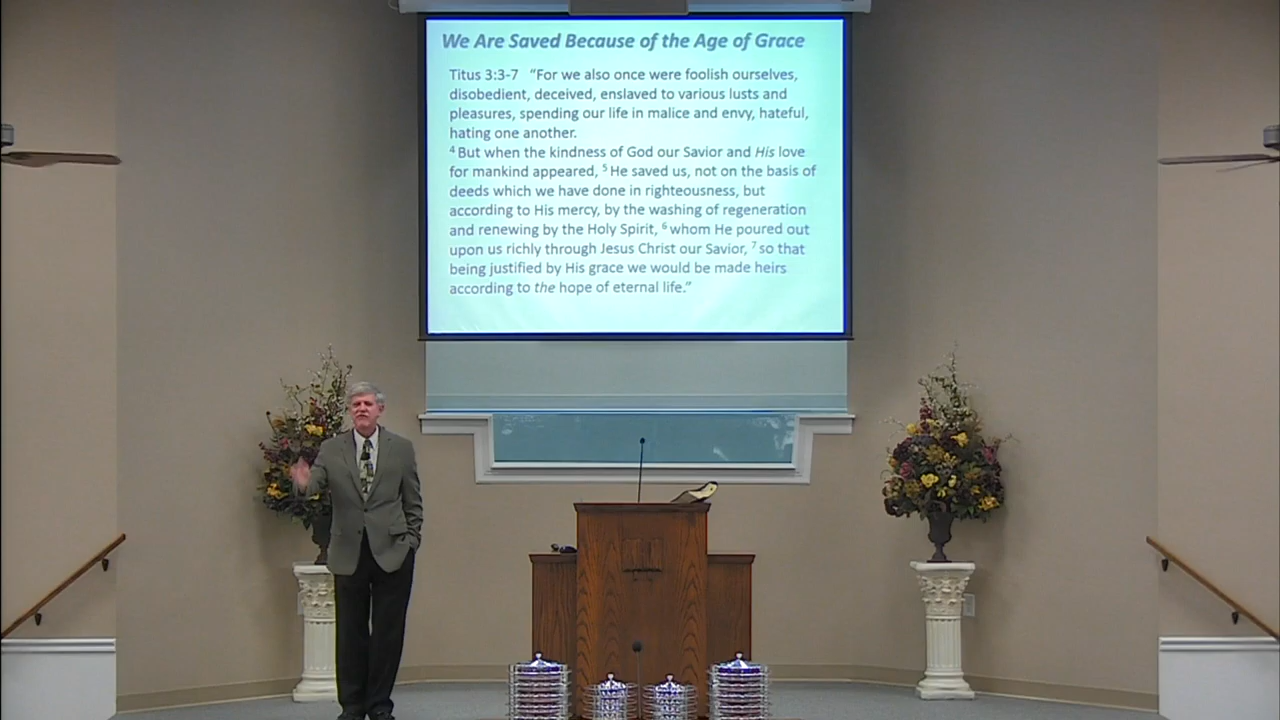 We Are Saved Because of the Age of Grace
Titus 3:3-7 “For we also once were foolish ourselves,
disobedient, deceived, enslaved to various lusts and
pleasures, spending our life in malice and envy, hateful,
hating one another.
4 But when the kindness of God our Savior and His love
for mankind appeared, 5 He saved us, not on the basis of
deeds which we have done in righteousness, but
according to His mercy, by the washing of regeneration
and renewing by the Holy Spirit, 6 whom He poured out
upon us richly through Jesus Christ our Savior, 7 so that
being justified by His grace we would be made heirs
according to the hope of eternal life.”